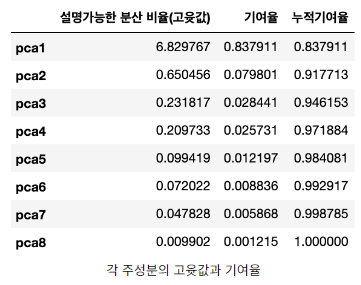 설명가능한 분산 비율(고윳값) 기여율 누적기여율
pca1 6.829767 0.837911 0.837911
pca2 0.650456 0.079801 0.917713
pca3 0.231817 0.028441 0.946153
pca4 0.209733 0.025731 0.971884
pca5 0.099419 0.012197 0.984081
pca6 0.072022 0.008836 0.992917
pca7 0.047828 0.005868 0.998785
pca8 0.009902 0.001215 1.000000
각 주성분의 고윳값과 기여율